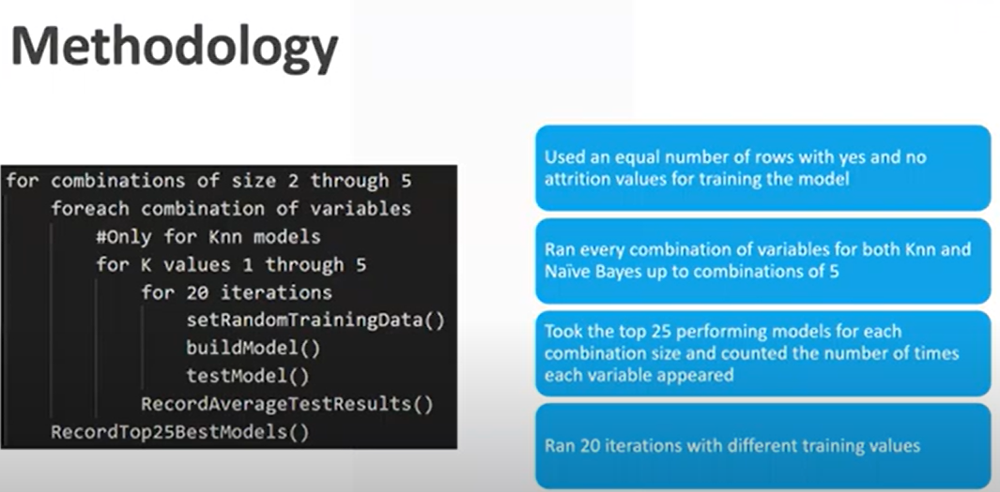 Methodology
for combinations of size 2 through 5
foreach combination of variables
#Only for Knn models
for K values 1 through 5
for 20 iterations
setRandomTrainingData()
buildModel()
testModel()
RecordAverageTestResults()
RecordTop25BestModels()
Used an equal number of rows with yes and no
attrition values for training the model
Ran every combination of variables for both Knn and
Naïve Bayes up to combinations of 5
Took the top 25 performing models for each
combination size and counted the number of times
each variable appeared
Ran 20 iterations with different training values